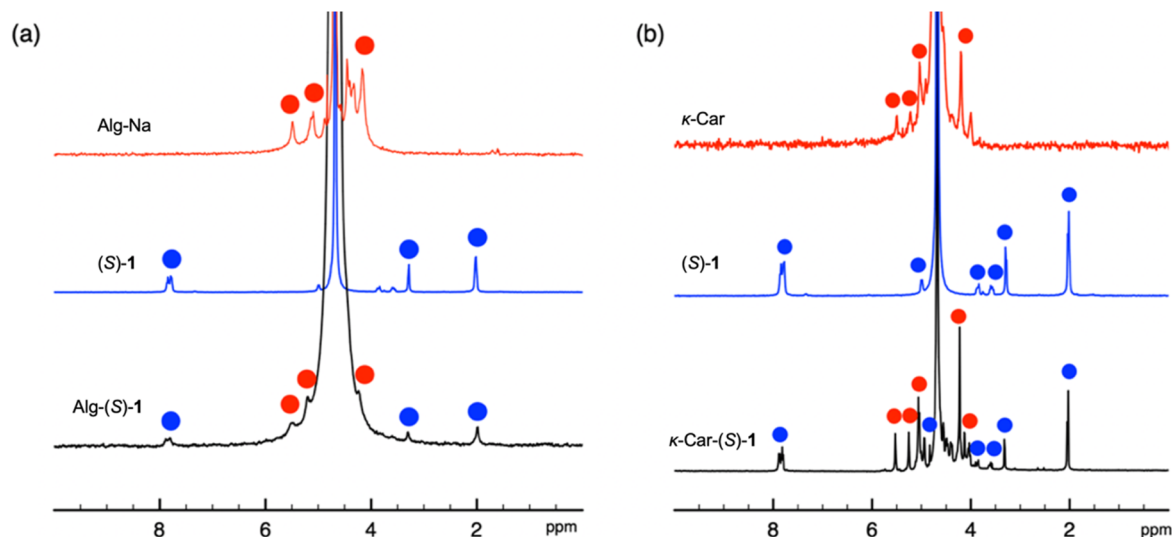 (a)
Alg-Na
(S)-1
Alg-(S)-1
8
6
4
2
ppm
(b)
κ-Car
(S)-1
κ-Car-(S)-1
8
6
4
2
ppm